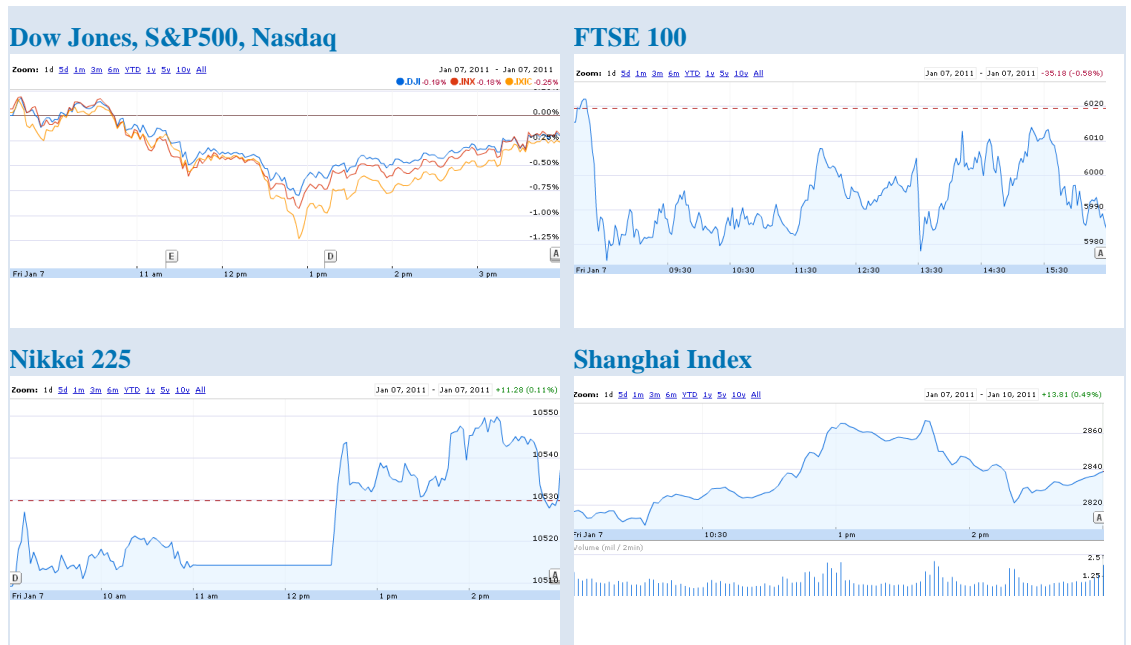 Dow Jones, S&P500, Nasdaq
Zoom: 1d 5d 1m 3m 6m YTD 1y 5y 10y All
Jan 07, 2011 - Jan 07, 2011
.DJI -0.19% .INX -0.18% .IXIC -0.25%
0.00%
-0.25%
-0.50%
-0.75%
-1.00%
-1.25%
E
D
A
Fri Jan 7 11 am 12 pm 1 pm 2 pm 3 pm
FTSE 100
Zoom: 1d 5d 1m 3m 6m YTD 1y 5y 10y All
Jan 07, 2011 - Jan 07, 2011 -35.18 (-0.58%)
6020
6010
6000
5990
5980
A
Fri Jan 7 09:30 10:30 11:30 12:30 13:30 14:30 15:30
Nikkei 225
Zoom: 1d 5d 1m 3m 6m YTD 1y 5y 10y All
Jan 07, 2011 - Jan 07, 2011 +11.28 (0.11%)
10550
10540
10530
10520
10510
D
A
Fri Jan 7 10 am 11 am 12 pm 1 pm 2 pm
Shanghai Index
Zoom: 1d 5d 1m 3m 6m YTD 1y 5y 10y All
Jan 07, 2011 - Jan 10, 2011 +13.81 (0.49%)
2860
2840
2820
A
Fri Jan 7 10:30 1 pm 2 pm
Volume (mil / 2min)
2.5
1.25